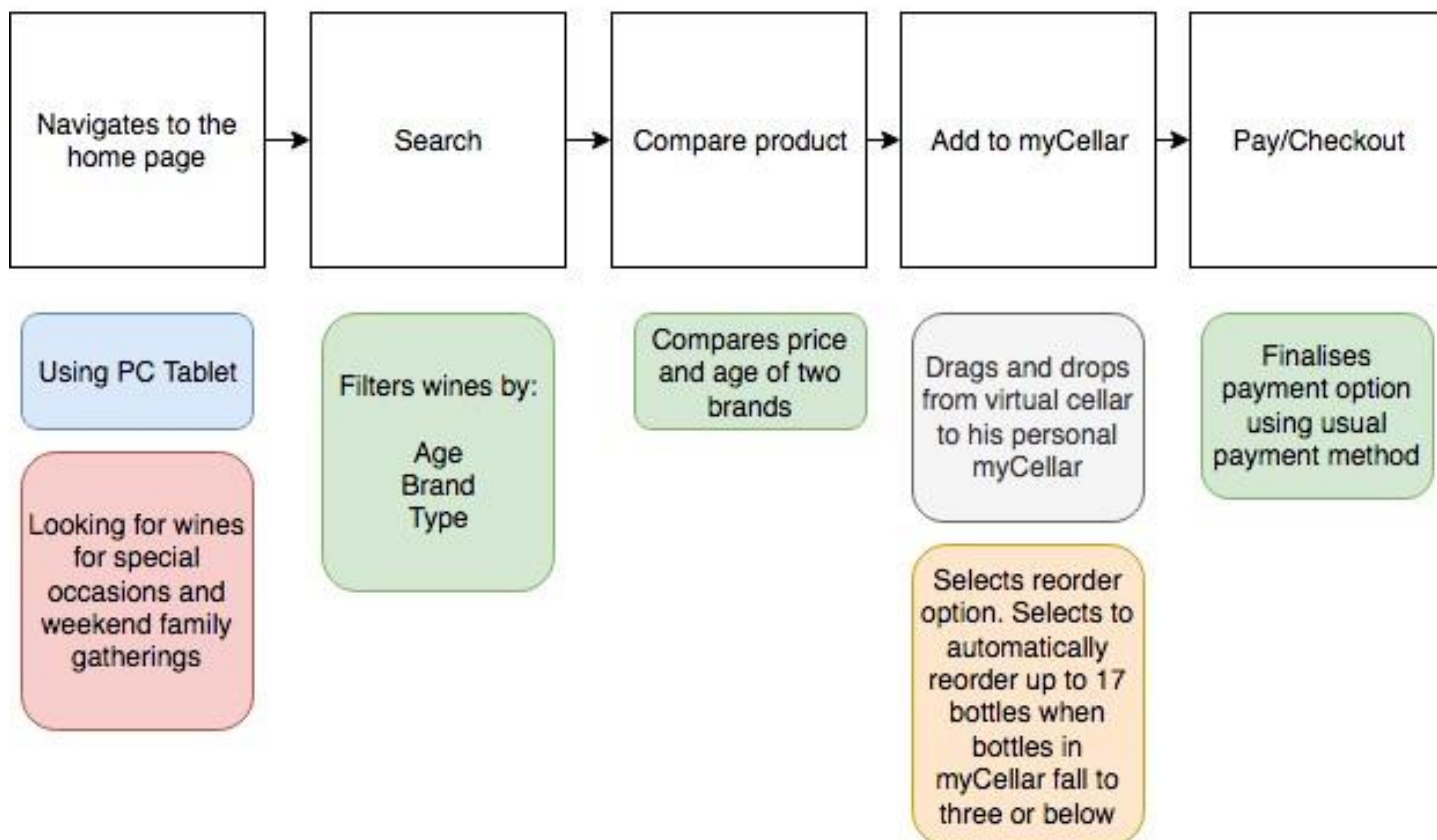 Navigates to the
home page
Search
Compare product
Add to myCellar
Pay/Checkout
Using PC Tablet
Looking for wines
for special
occasions and
weekend family
gatherings
Filters wines by:
Age
Brand
Type
Compares price
and age of two
brands
Drags and drops
from virtual cellar
to his personal
myCellar
Selects reorder
option. Selects to
automatically
reorder up to 17
bottles when
bottles in
myCellar fall to
three or below
Finalises
payment option
using usual
payment method